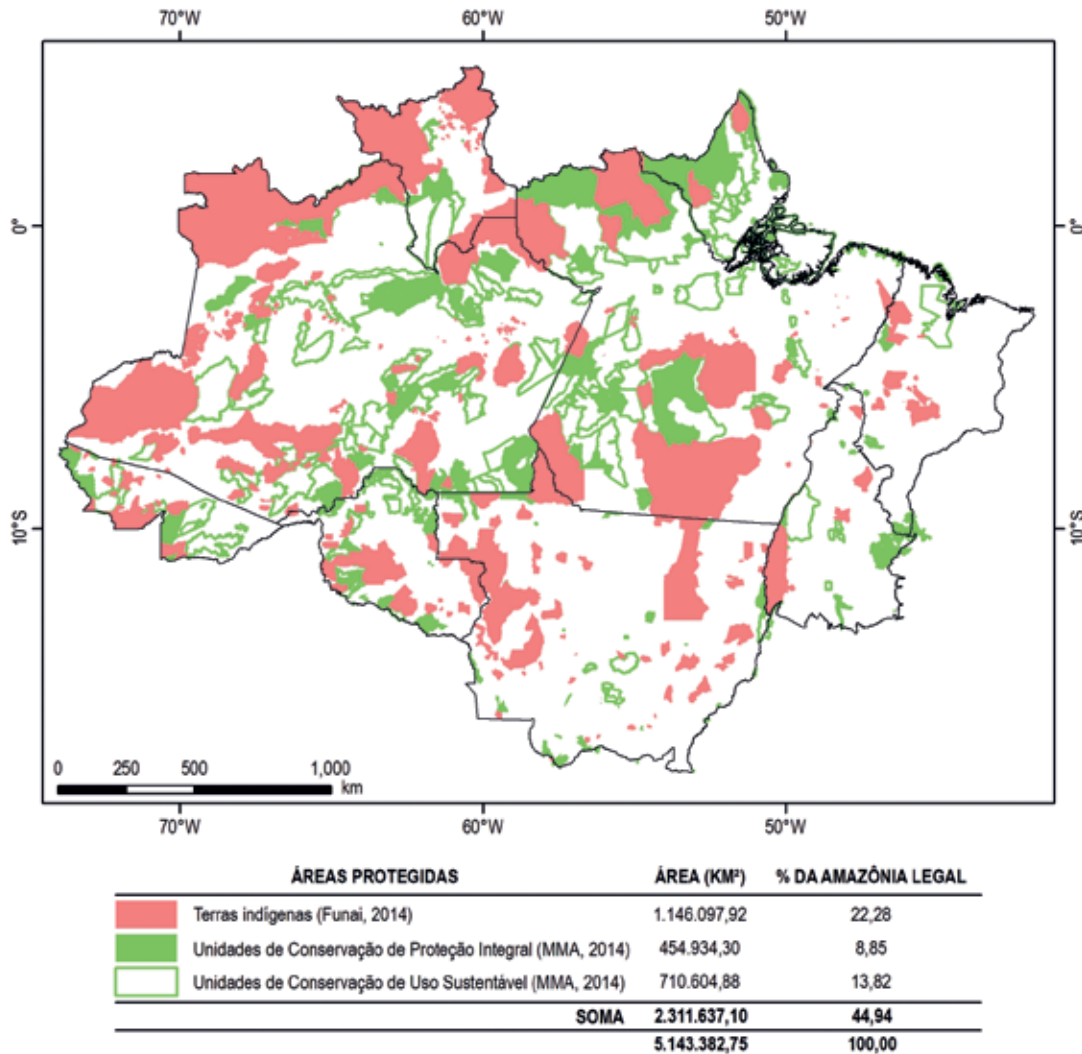 70°W 60°W 50°W
0° 0°
10°S 10°S
0 250 500 1,000
km
70°W 60°W 50°W
ÁREAS PROTEGIDAS ÁREA (KM²) % DA AMAZÔNIA LEGAL
Terras indígenas (Funai, 2014) 1.146.097,92 22,28
Unidades de Conservação de Proteção Integral (MMA, 2014) 454.934,30 8,85
Unidades de Conservação de Uso Sustentável (MMA, 2014) 710.604,88 13,82
SOMA 2.311.637,10 44,94
5.143.382,75 100,00